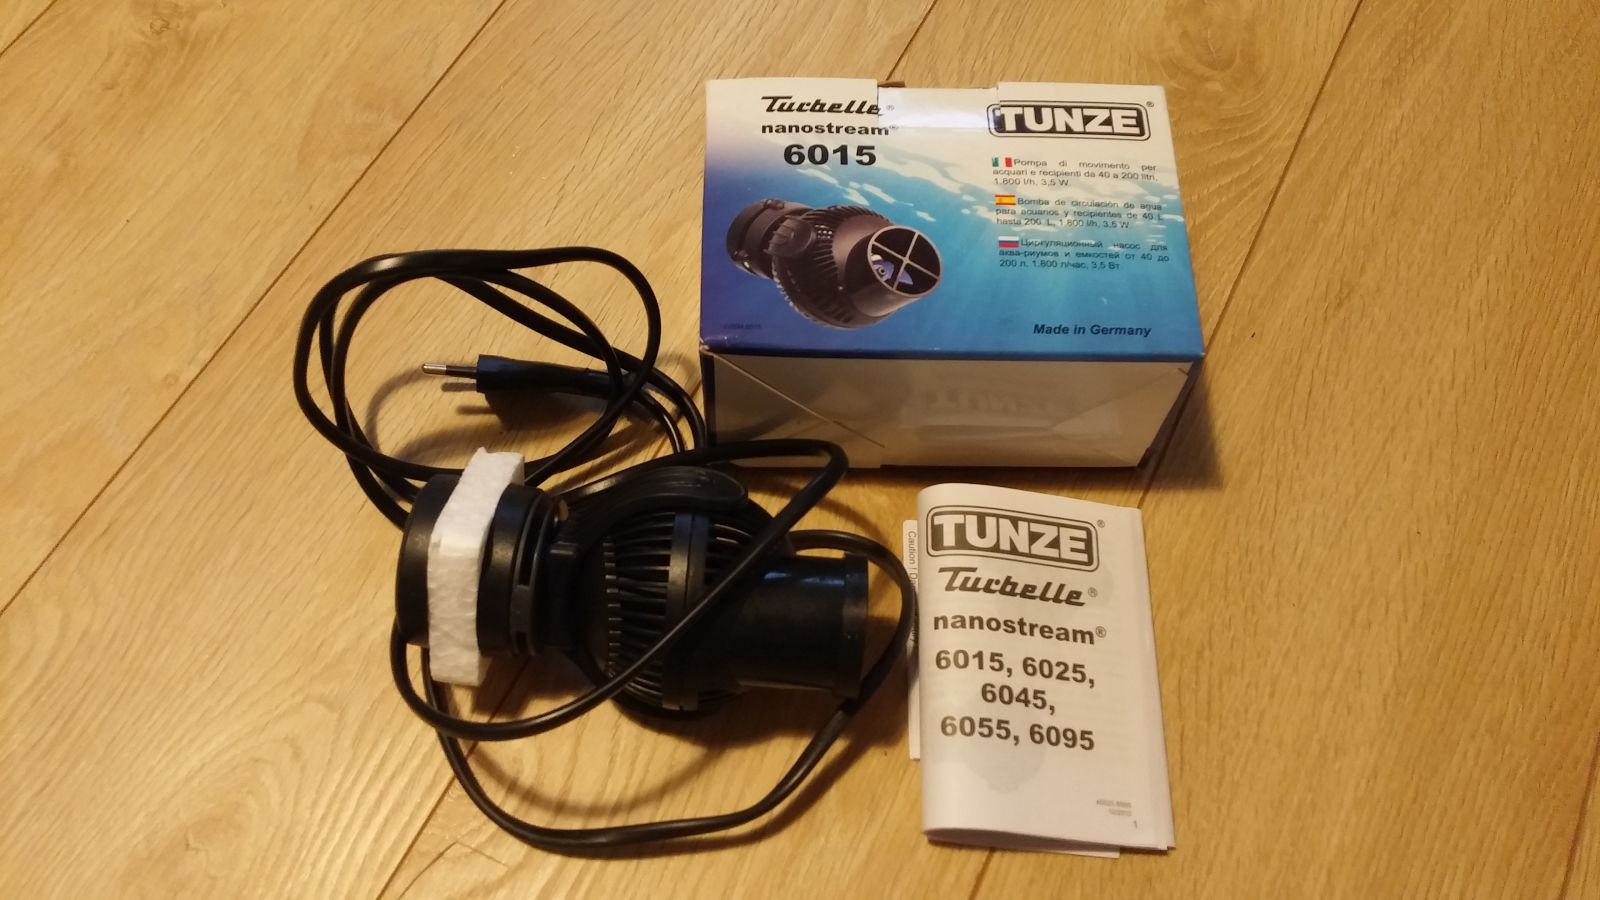 Turbelle®
nanostream®
6015
TUNZE®
Pompa di movimento per
acquari e recipienti da 40 a 200 litri,
1.800 l/h, 3,5 W.
Bomba de circulación de agua
para acuarios y recipientes de 40 L
hasta 200 L, 1.800 l/h, 3,5 W.
Циркуляционный насос для
аква-риумов и емкостей от 40 до
200 л, 1.800 л/час, 3,5 Вт.
Made in Germany
Caution !
TUNZE®
Turbelle®
nanostream®
6015, 6025,
6045,
6055, 6095
1